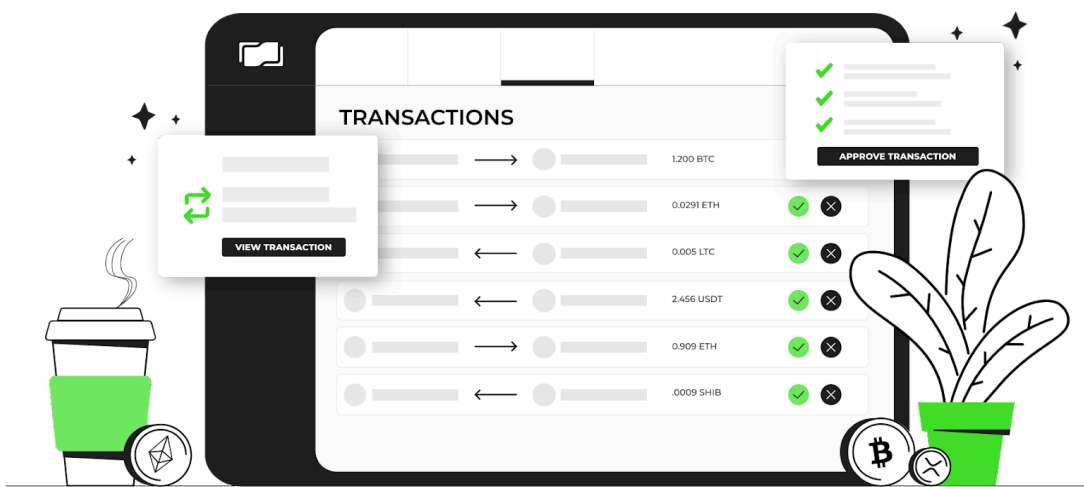 TRANSACTIONS
1.200 BTC
APPROVE TRANSACTION
0.0291 ETH
VIEW TRANSACTION
0.005 LTC
2.456 USDT
0.909 ETH
.0009 SHIB